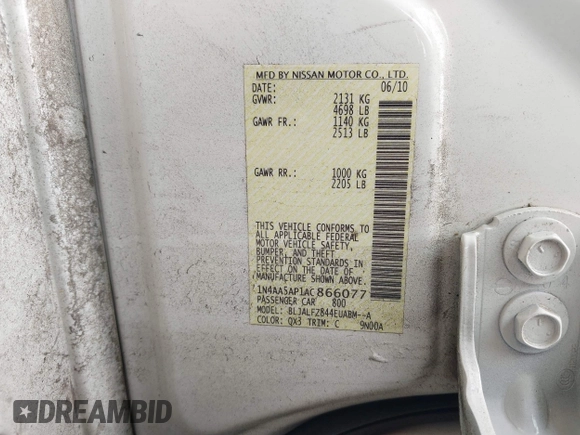 MFD BY NISSAN MOTOR CO., LTD.
DATE: 06/10
GVWR: 2131 KG
4698 LB
GAWR FR.: 1140 KG
2513 LB
GAWR RR.: 1000 KG
2205 LB
THIS VEHICLE CONFORMS TO
ALL APPLICABLE FEDERAL
MOTOR VEHICLE SAFETY,
BUMPER, AND THEFT
PREVENTION STANDARDS IN
EFFECT ON THE DATE OF
MANUFACTURE SHOWN ABOVE.
1N4AA5AP1AC866077
PASSENGER CAR 800
MODEL: BLJALFZ844EUABM--A
COLOR: QX3 TRIM: C 9N00A
DREAMBID